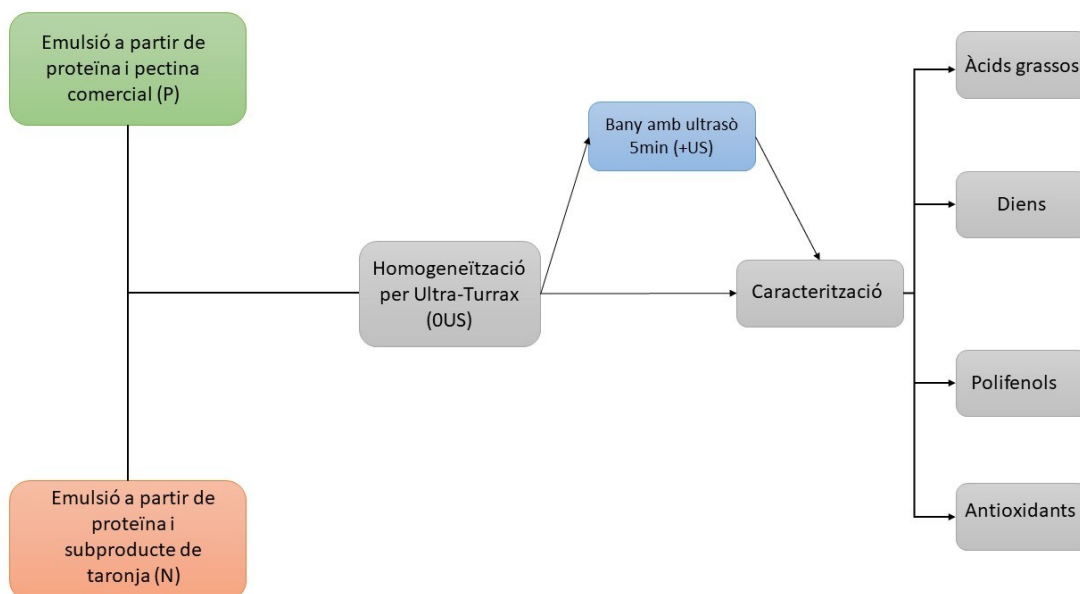 Emulsió a partir de
proteïna i pectina
comercial (P)
Emulsió a partir de
proteïna i
subproducte de
taronja (N)
Homogeneïtzació
per Ultra-Turrax
(0US)
Bany amb ultrasò
5min (+US)
Caracterització
Àcids grassos
Diens
Polifenols
Antioxidants